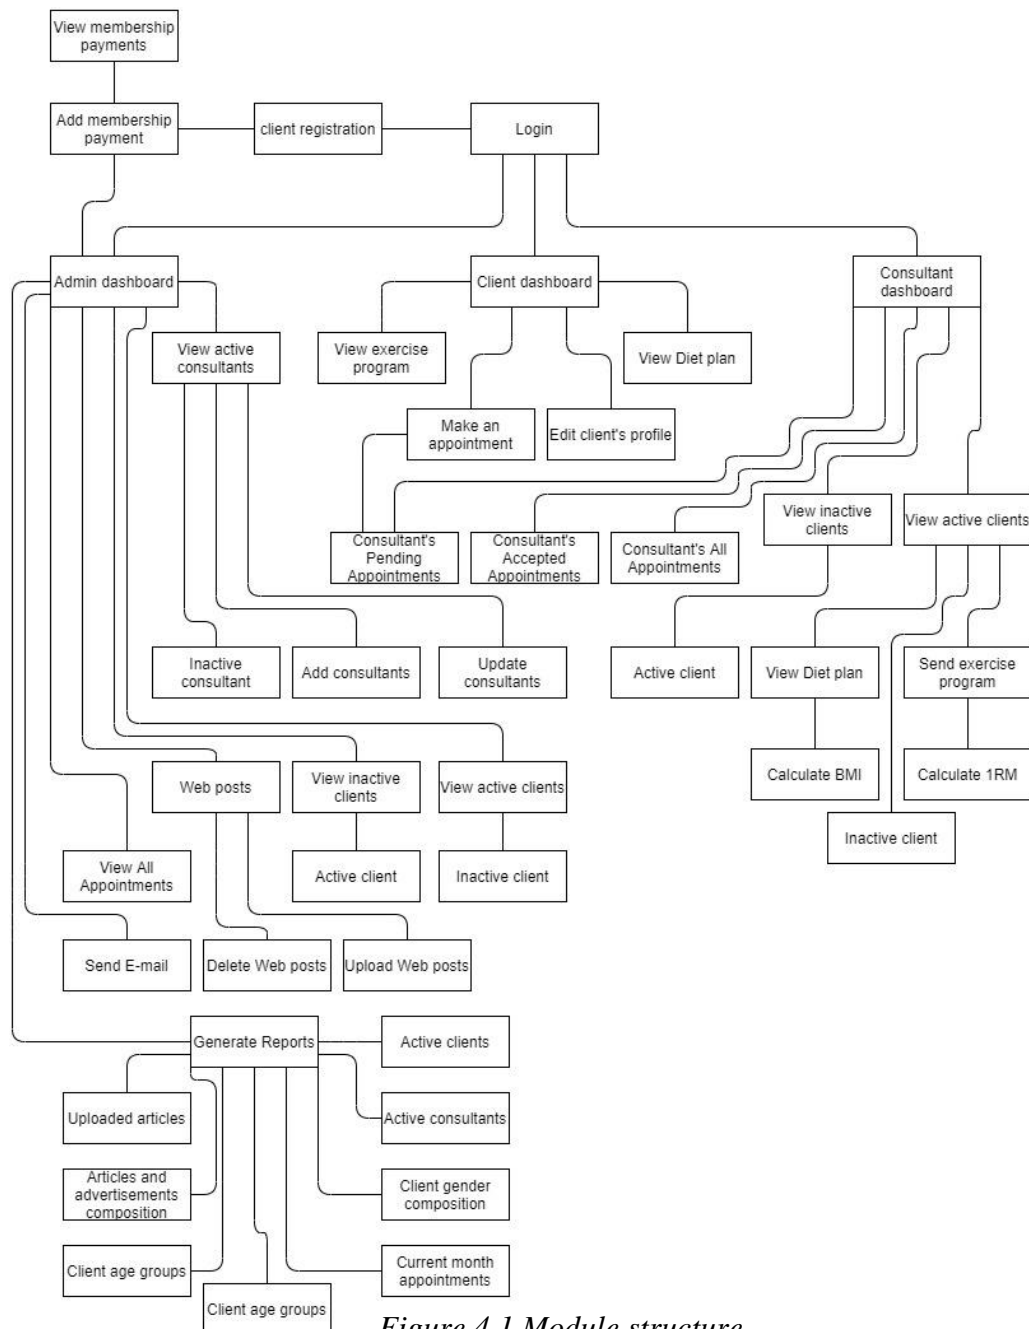 View membership
payments
Add membership
payment
client registration
Login
Admin dashboard
Client dashboard
Consultant
dashboard
View active
consultants
View exercise
program
View Diet plan
Make an
appointment
Edit client's profile
View inactive
clients
View active clients
Consultant's
Pending
Appointments
Consultant's
Accepted
Appointments
Consultant's All
Appointments
Inactive
consultant
Add consultants
Update
consultants
Active client
View Diet plan
Send exercise
program
Web posts
View inactive
clients
View active clients
Calculate BMI
Calculate 1RM
Inactive client
View All
Appointments
Active client
Inactive client
Send E-mail
Delete Web posts
Upload Web posts
Generate Reports
Active clients
Uploaded articles
Active consultants
Articles and
advertisements
composition
Client gender
composition
Client age groups
Current month
appointments
Client age groups
Figure 4.1 Module structure